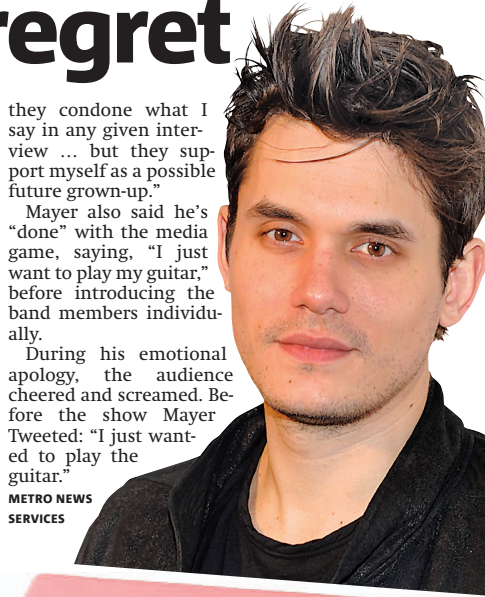 regret
they condone what I
say in any given inter-
view … but they sup-
port myself as a possible
future grown-up.”
Mayer also said he’s
“done” with the media
game, saying, “I just
want to play my guitar,”
before introducing the
band members individu-
ally.
During his emotional
apology, the audience
cheered and screamed. Be-
fore the show Mayer
Tweeted: “I just want-
ed to play the
guitar.”
METRO NEWS
SERVICES